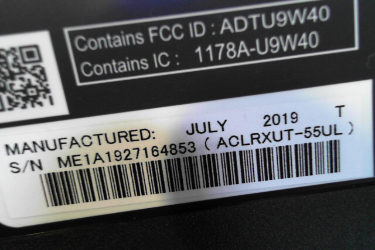 Contains FCC ID : ADTU9W40
Contains IC : 1178A-U9W40
MANUFACTURED: JULY 2019 T
S/N ME1A1927164853 ( ACLRXUT-55UL )